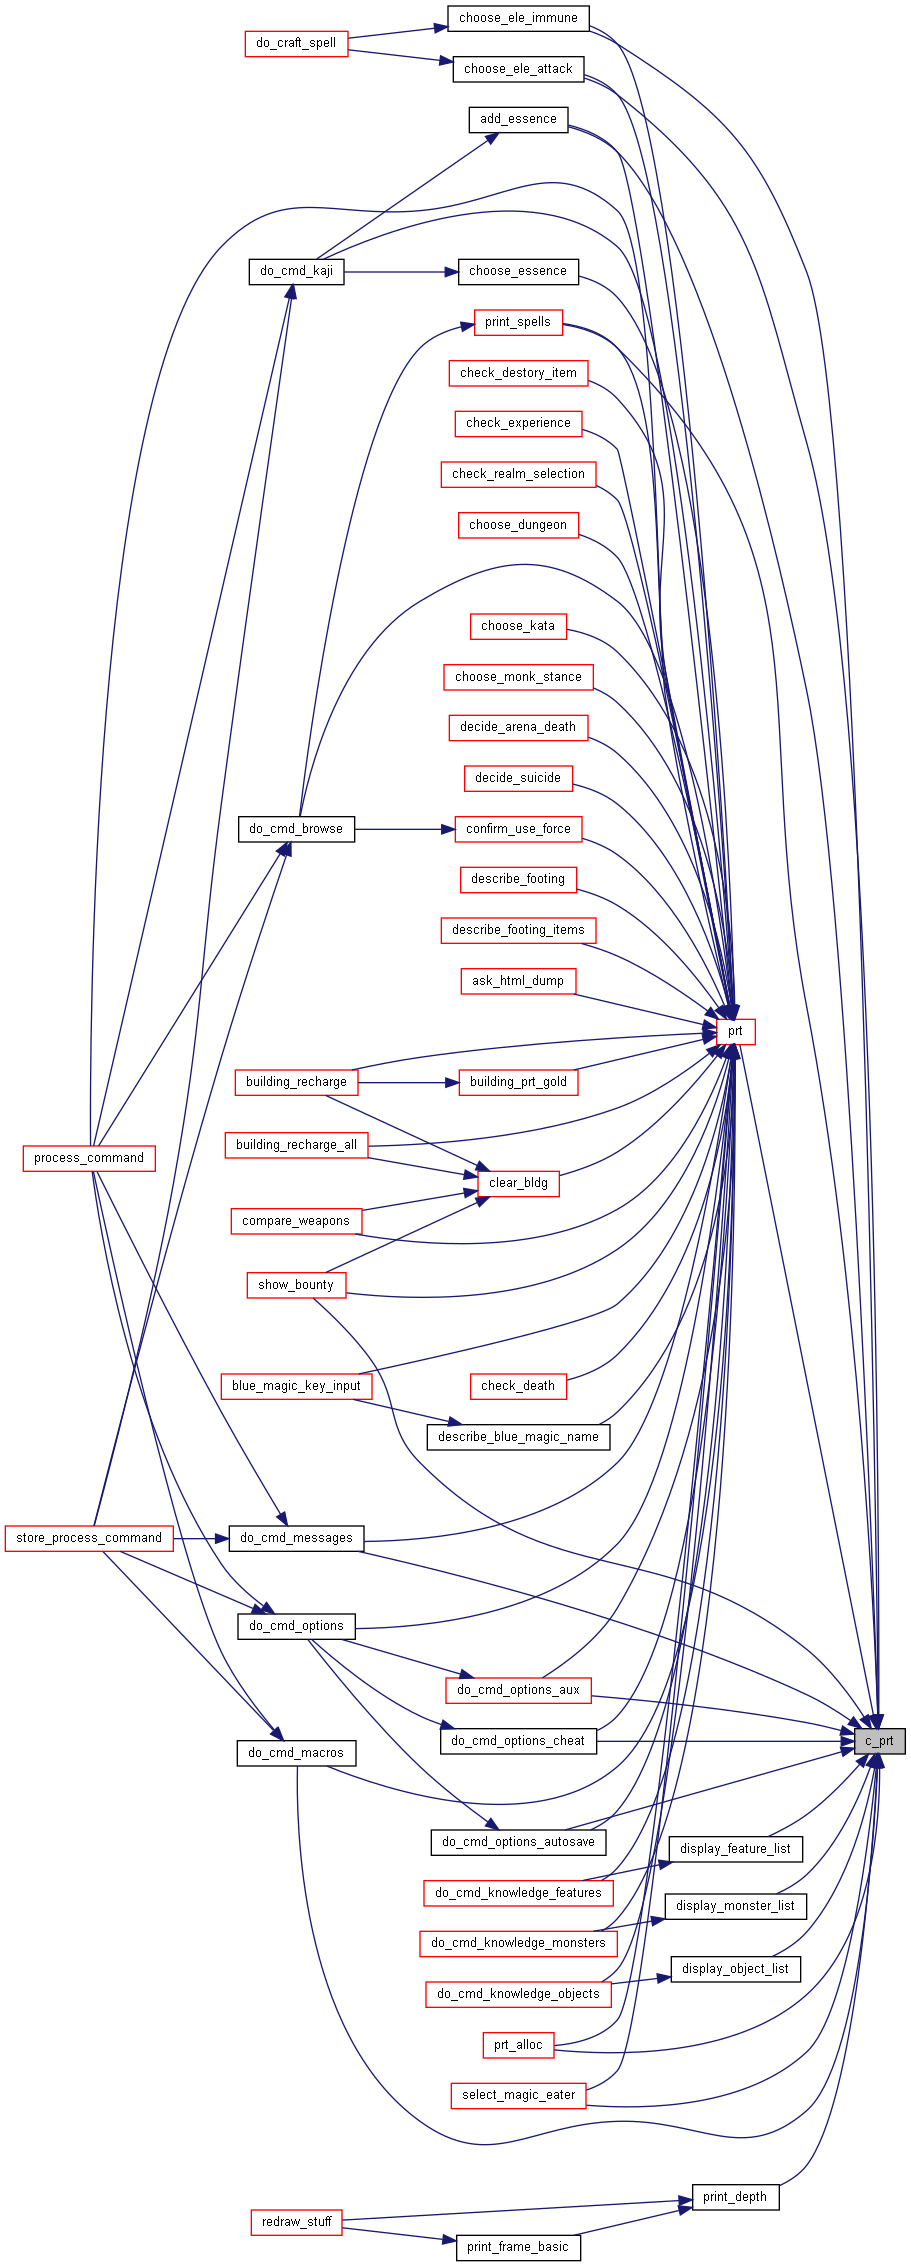 choose_ele_immune
do_craft_spell
choose_ele_attack
add_essence
do_cmd_kaji
choose_essence
print_spells
check_destory_item
check_experience
check_realm_selection
choose_dungeon
choose_kata
choose_monk_stance
decide_arena_death
decide_suicide
do_cmd_browse
confirm_use_force
describe_footing
describe_footing_items
ask_html_dump
prt
building_recharge
building_prt_gold
building_recharge_all
process_command
clear_bldg
compare_weapons
show_bounty
blue_magic_key_input
check_death
describe_blue_magic_name
store_process_command
do_cmd_messages
do_cmd_options
do_cmd_options_aux
do_cmd_options_cheat
c_prt
do_cmd_macros
do_cmd_options_autosave
display_feature_list
do_cmd_knowledge_features
display_monster_list
do_cmd_knowledge_monsters
display_object_list
do_cmd_knowledge_objects
prt_alloc
select_magic_eater
print_depth
redraw_stuff
print_frame_basic